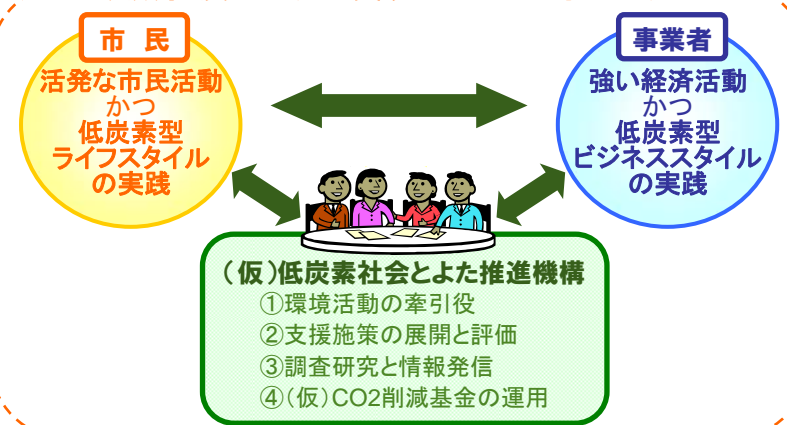 市 民
活発な市民活動
かつ
低炭素型
ライフスタイル
の実践
事業者
強い経済活動
かつ
低炭素型
ビジネススタイル
の実践
（仮）低炭素社会とよた推進機構
①環境活動の牽引役
②支援施策の展開と評価
③調査研究と情報発信
④（仮）CO2削減基金の運用